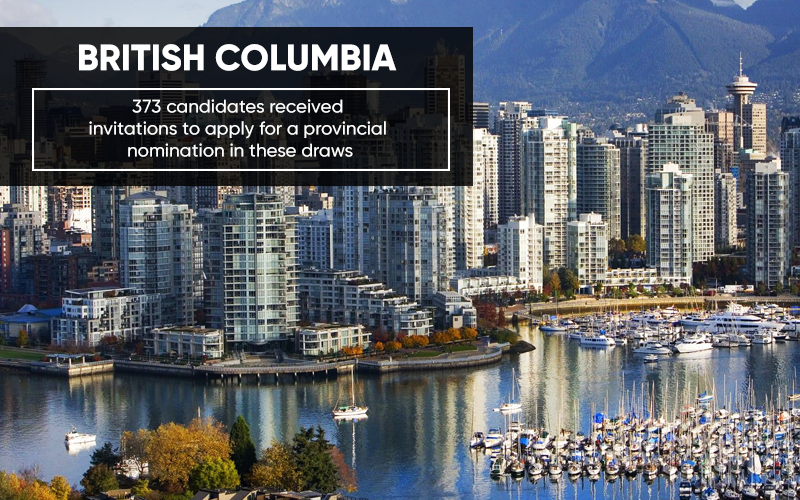 BRITISH COLUMBIA
373 candidates received
invitations to apply for a provincial
nomination in these draws